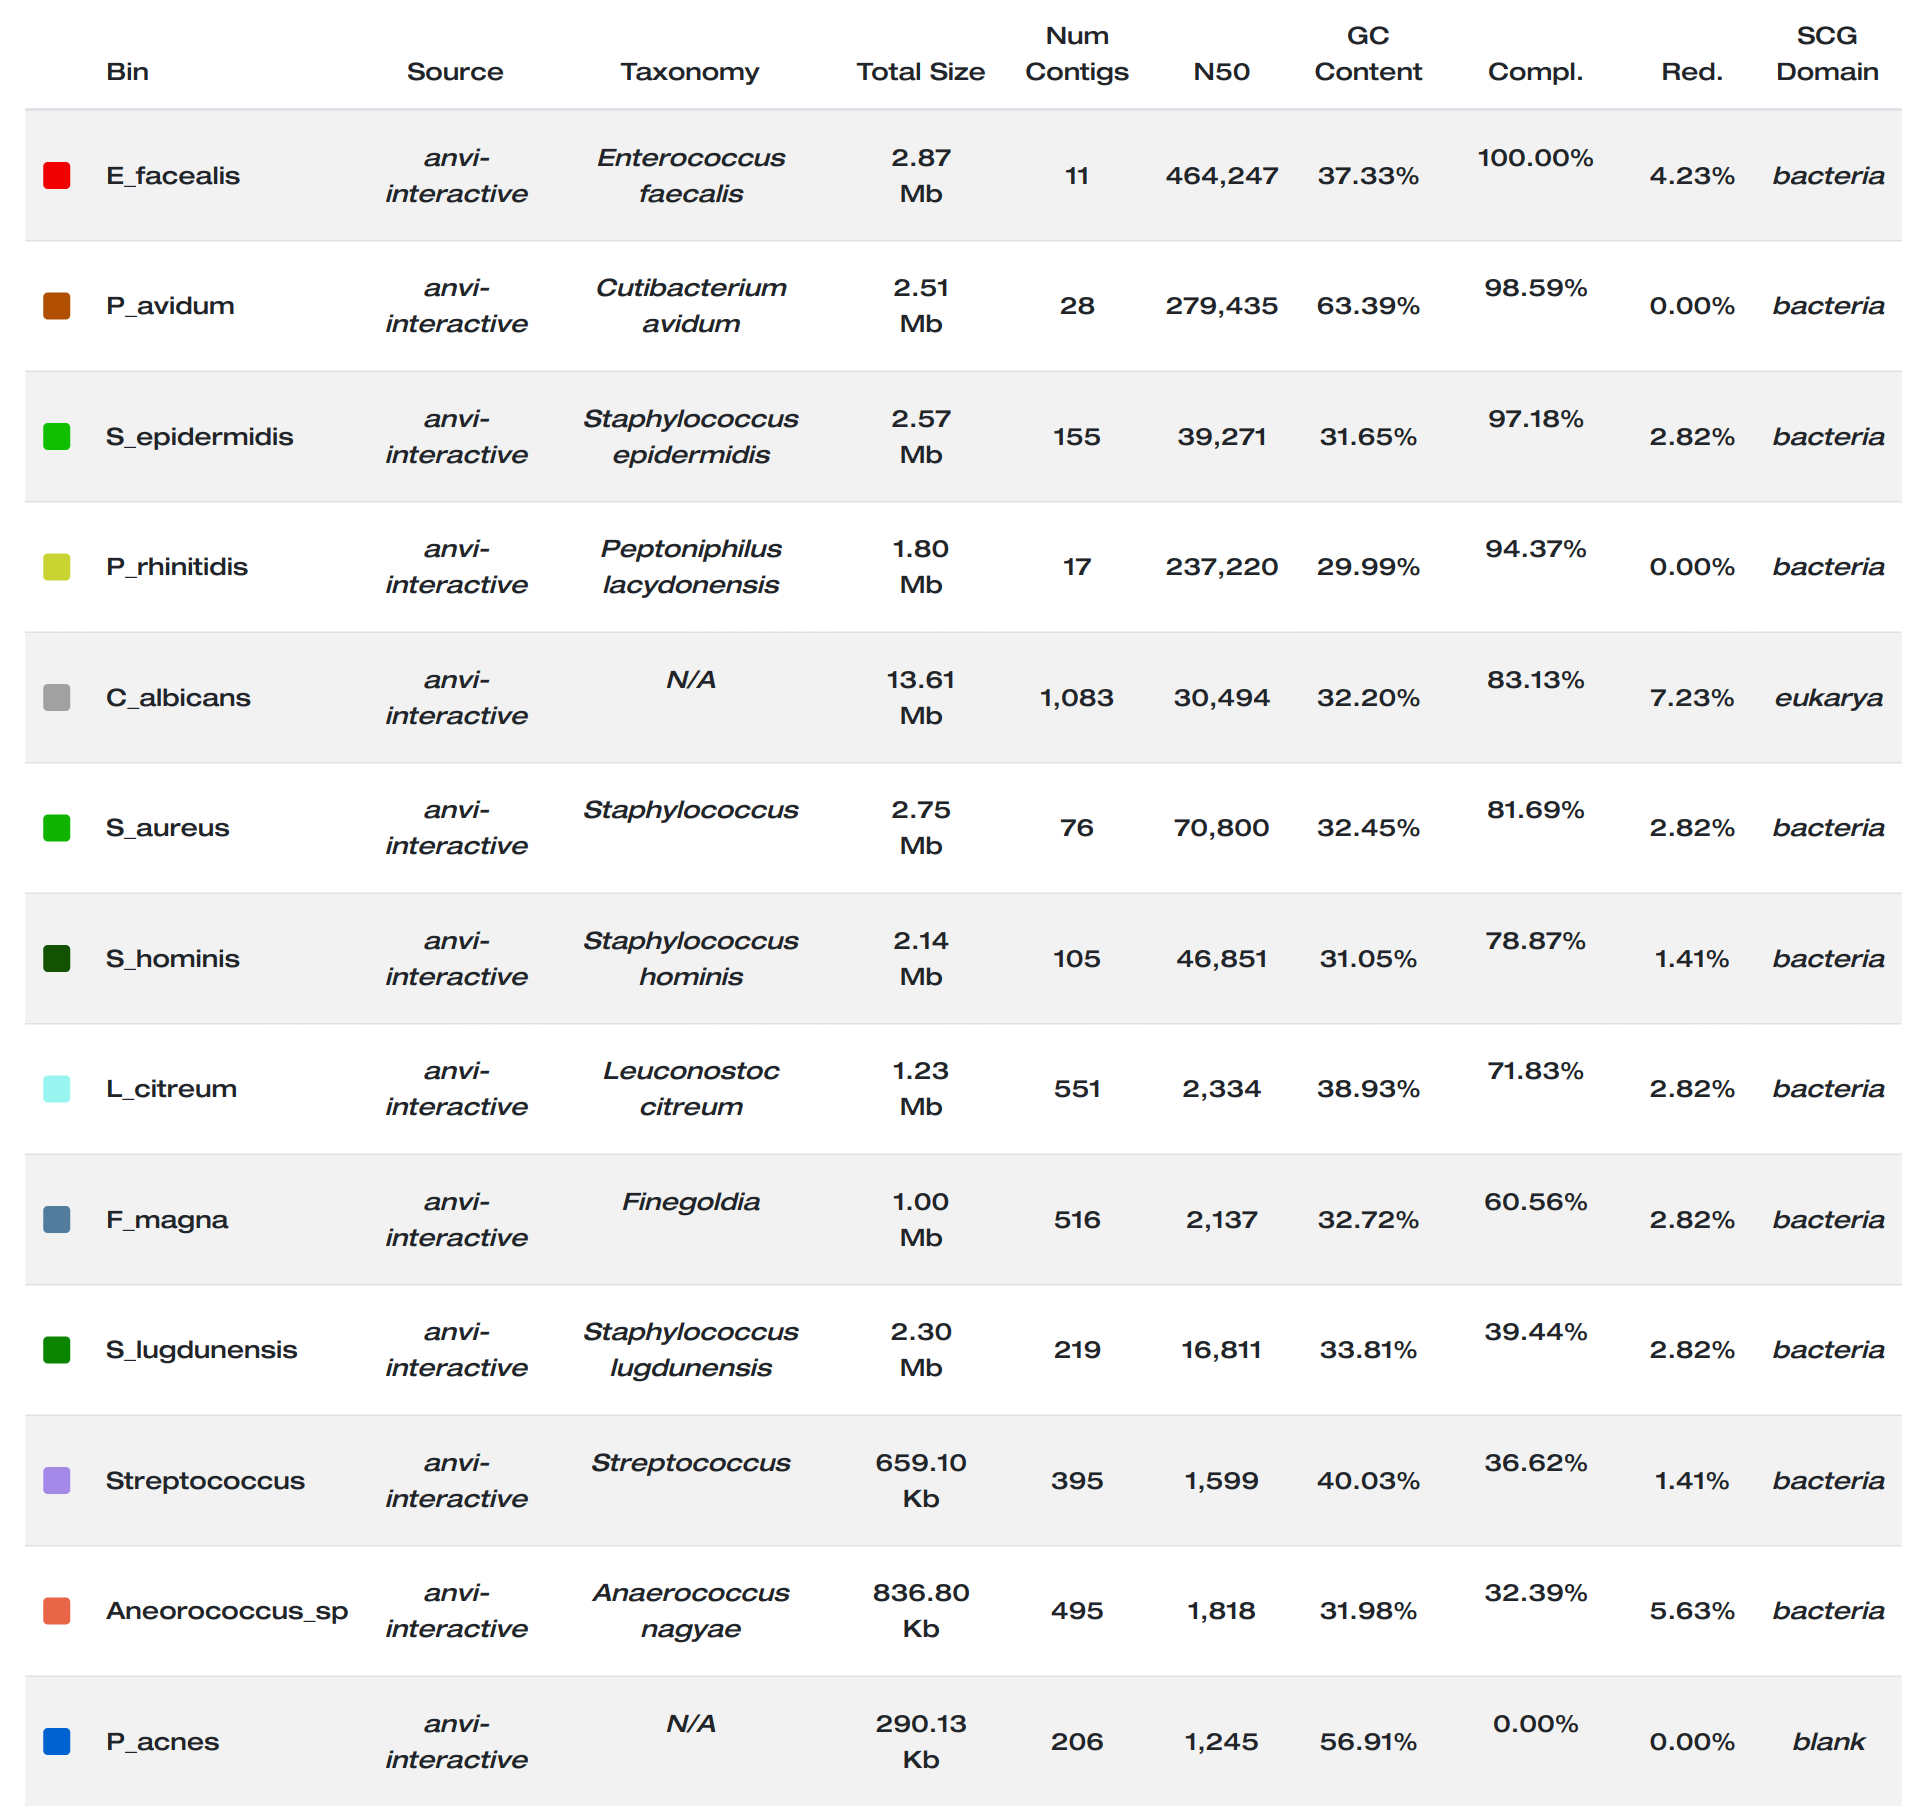 Bin Source Taxonomy Total Size Num Contigs N50 GC Content Compl. Red. SCG Domain
E_facealis anvi-interactive Enterococcus faecalis 2.87 Mb 11 464,247 37.33% 100.00% 4.23% bacteria
P_avidum anvi-interactive Cutibacterium avidum 2.51 Mb 28 279,435 63.39% 98.59% 0.00% bacteria
S_epidermidis anvi-interactive Staphylococcus epidermidis 2.57 Mb 155 39,271 31.65% 97.18% 2.82% bacteria
P_rhinitidis anvi-interactive Peptoniphilus lacydonensis 1.80 Mb 17 237,220 29.99% 94.37% 0.00% bacteria
C_albicans anvi-interactive N/A 13.61 Mb 1,083 30,494 32.20% 83.13% 7.23% eukarya
S_aureus anvi-interactive Staphylococcus 2.75 Mb 76 70,800 32.45% 81.69% 2.82% bacteria
S_hominis anvi-interactive Staphylococcus hominis 2.14 Mb 105 46,851 31.05% 78.87% 1.41% bacteria
L_citreum anvi-interactive Leuconostoc citreum 1.23 Mb 551 2,334 38.93% 71.83% 2.82% bacteria
F_magna anvi-interactive Finegoldia 1.00 Mb 516 2,137 32.72% 60.56% 2.82% bacteria
S_lugdunensis anvi-interactive Staphylococcus lugdunensis 2.30 Mb 219 16,811 33.81% 39.44% 2.82% bacteria
Streptococcus anvi-interactive Streptococcus 659.10 Kb 395 1,599 40.03% 36.62% 1.41% bacteria
Aneorococcus_sp anvi-interactive Anaerococcus nagyae 836.80 Kb 495 1,818 31.98% 32.39% 5.63% bacteria
P_acnes anvi-interactive N/A 290.13 Kb 206 1,245 56.91% 0.00% 0.00% blank